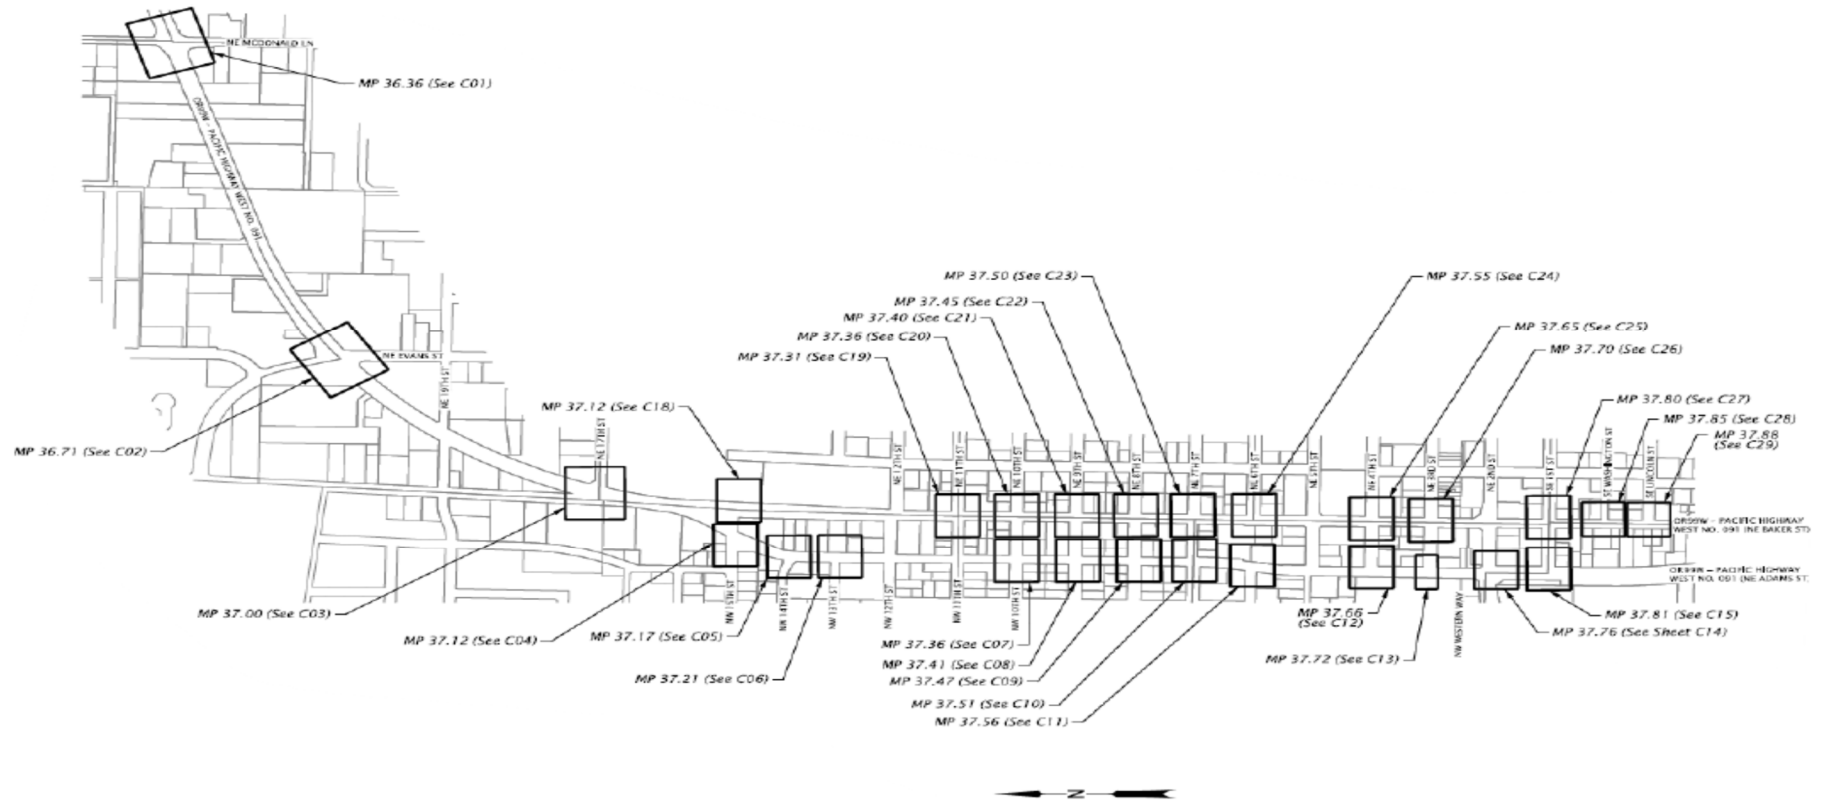 NE MCDONALD LN
MP 36.36 (See C01)
OR99W - PACIFIC HIGHWAY WEST NO. 091
MP 37.50 (See C23)
MP 37.55 (See C24)
MP 37.45 (See C22)
MP 37.40 (See C21)
MP 37.65 (See C25)
MP 37.36 (See C20)
MP 37.70 (See C26)
MP 37.31 (See C19)
NE EVANS ST
NE 19TH ST
MP 37.12 (See C18)
MP 37.80 (See C27)
MP 37.85 (See C28)
MP 37.88
(See C29)
MP 36.71 (See C02)
NE 17TH ST
NE 12TH ST
NE 11TH ST
NE 10TH ST
NE 9TH ST
NE 8TH ST
NE 7TH ST
NE 6TH ST
NE 5TH ST
NE 4TH ST
NE 3RD ST
NE 2ND ST
NE 1ST ST
SE WASHINGTON ST
SE LINCOLN ST
OR99W - PACIFIC HIGHWAY
WEST NO. 091 (NE BAKER ST)
OR99W - PACIFIC HIGHWAY
WEST NO. 091 (NE ADAMS ST.
NW 15TH ST
NW 14TH ST
NW 13TH ST
NW 12TH ST
NW 11TH ST
NW 10TH ST
NW WESTERN WAY
MP 37.00 (See C03)
MP 37.12 (See C04)
MP 37.17 (See C05)
MP 37.21 (See C06)
MP 37.36 (See C07)
MP 37.41 (See C08)
MP 37.47 (See C09)
MP 37.51 (See C10)
MP 37.56 (See C11)
MP 37.66
(See C12)
MP 37.72 (See C13)
MP 37.81 (See C15)
MP 37.76 (See Sheet C14)
N